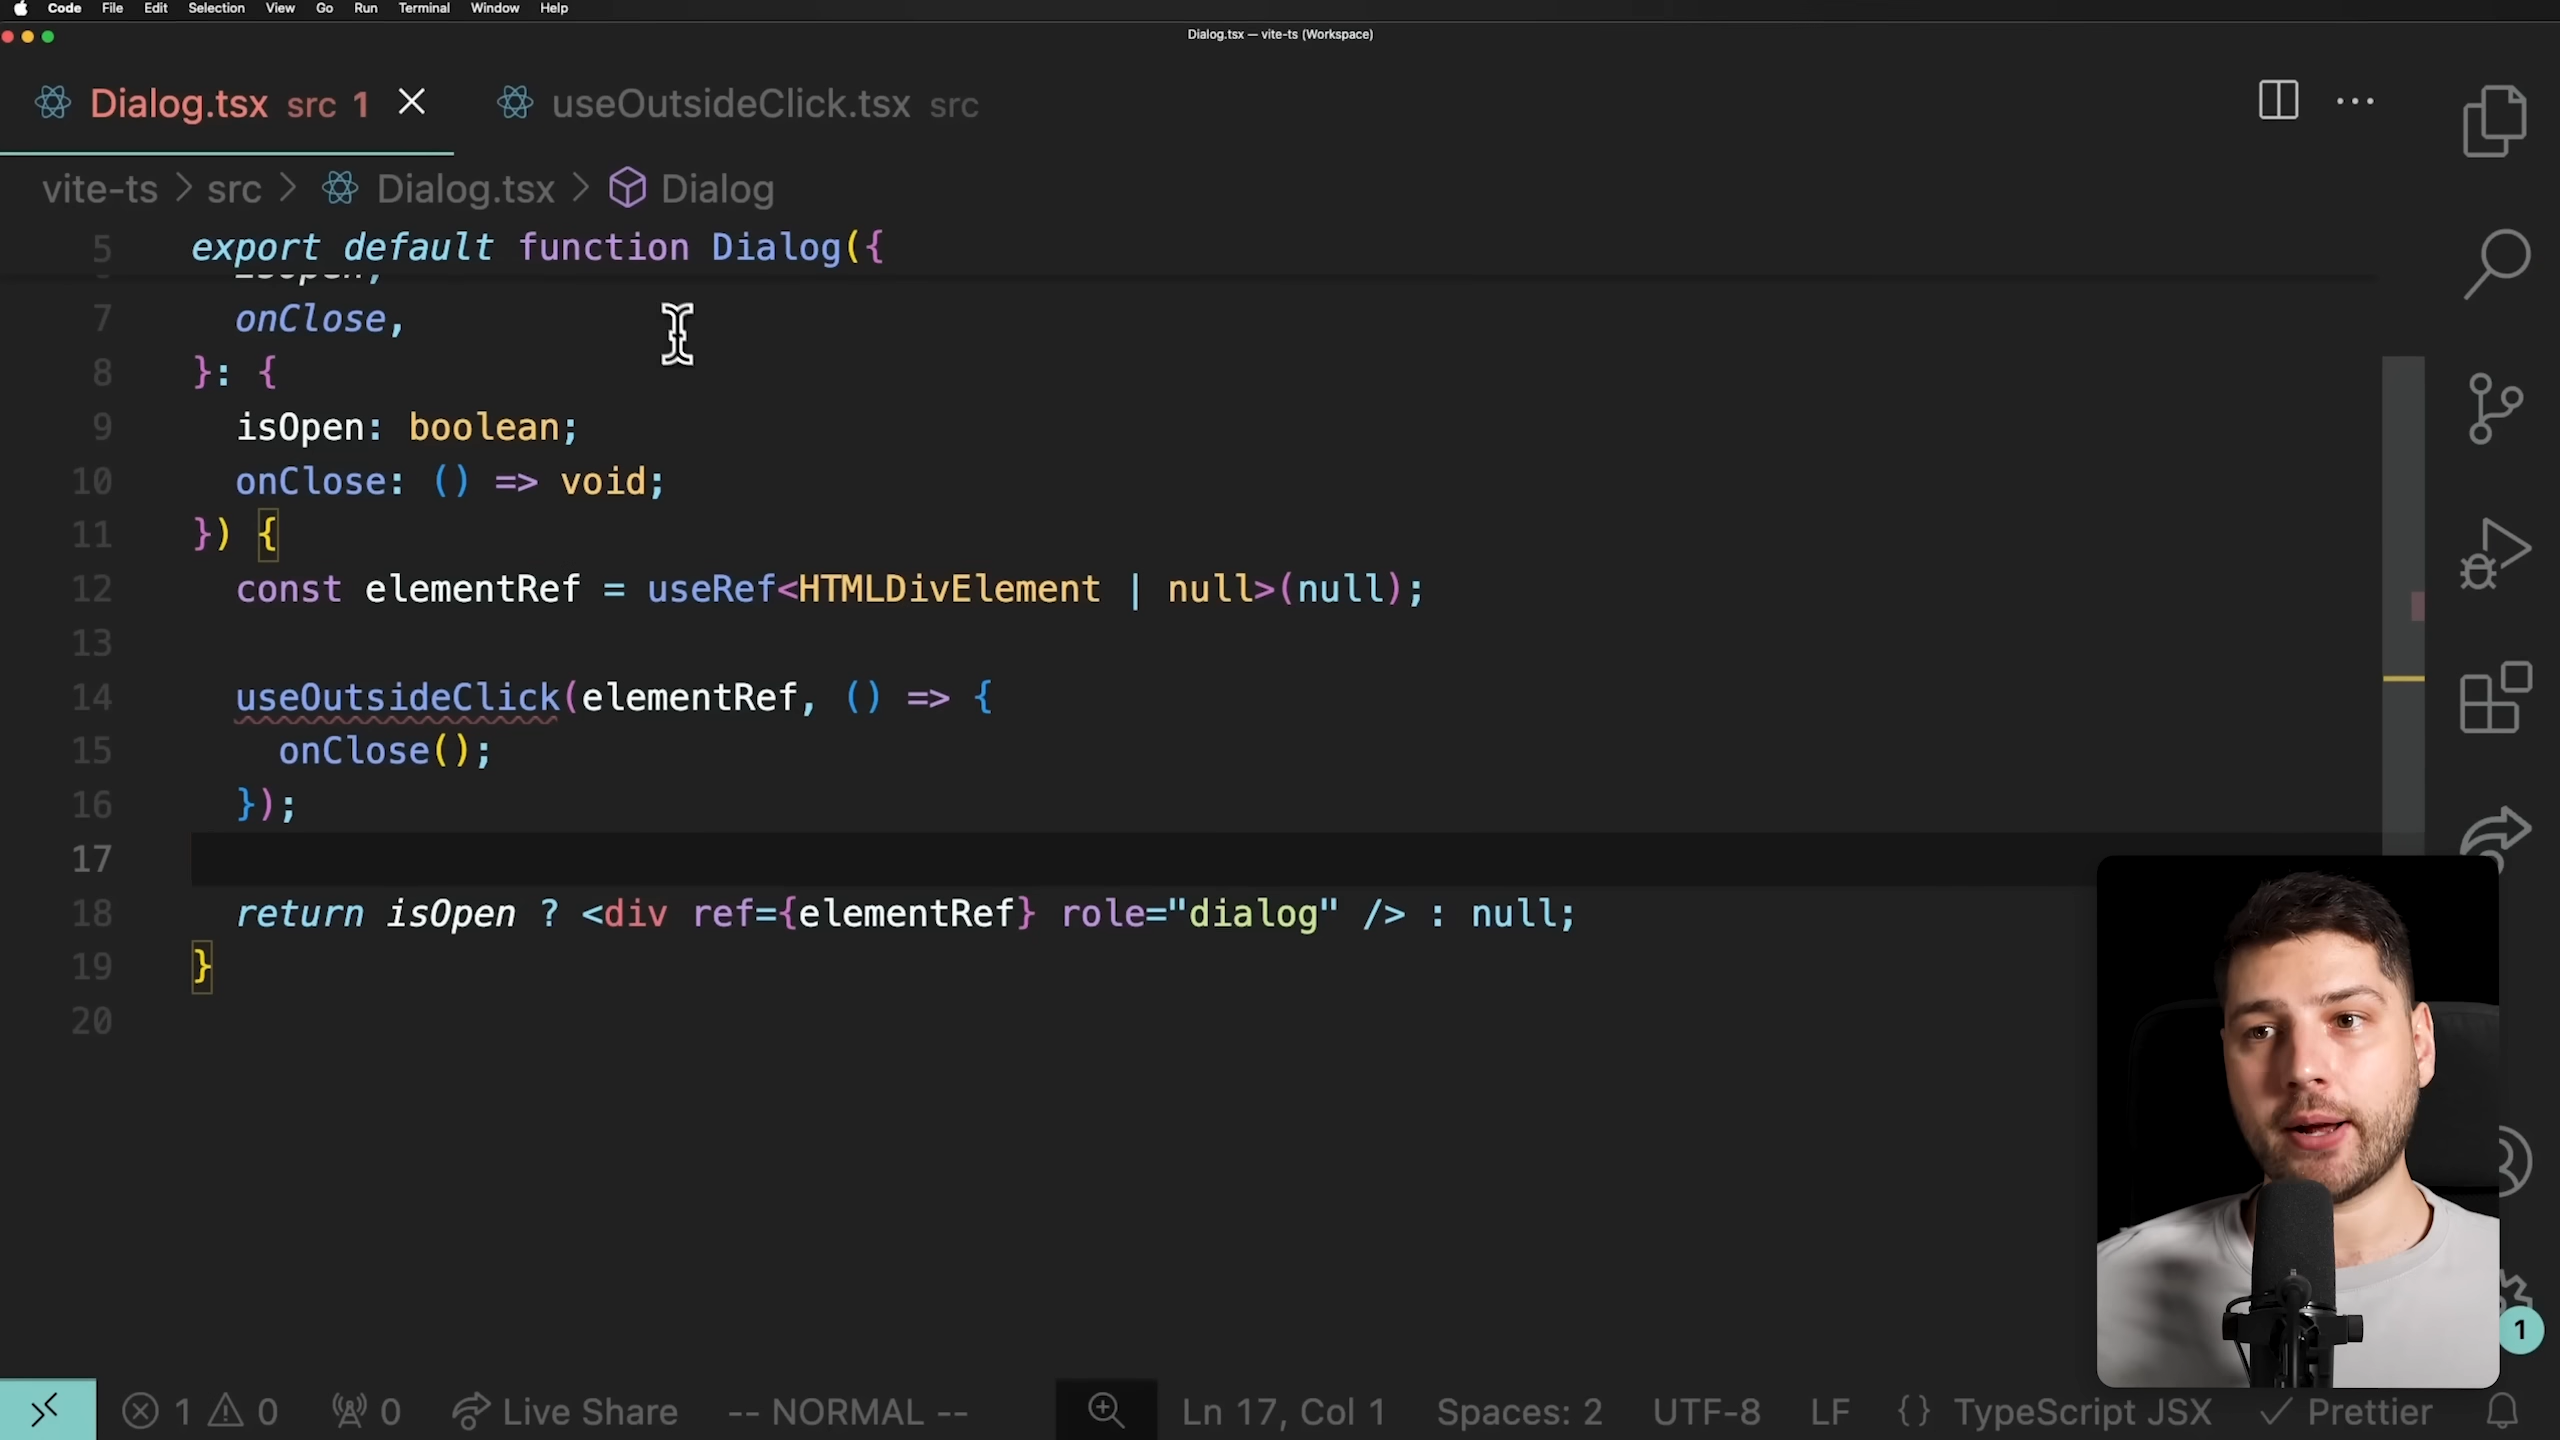 Code File Edit Selection View Go Run Terminal Window Help
Dialog.tsx — vite-ts (Workspace)
Dialog.tsx src 1 useOutsideClick.tsx src
vite-ts > src > Dialog.tsx > Dialog
5 export default function Dialog({
isOpen,
7 onClose,
8 }: {
9 isOpen: boolean;
10 onClose: () => void;
11 }) {
12 const elementRef = useRef<HTMLDivElement | null>(null);
13
14 useOutsideClick(elementRef, () => {
15 onClose();
16 });
17
18 return isOpen ? <div ref={elementRef} role="dialog" /> : null;
19 }
20
1
1 0 0 Live Share -- NORMAL -- Ln 17, Col 1 Spaces: 2 UTF-8 LF {} TypeScript JSX ✓ Prettier